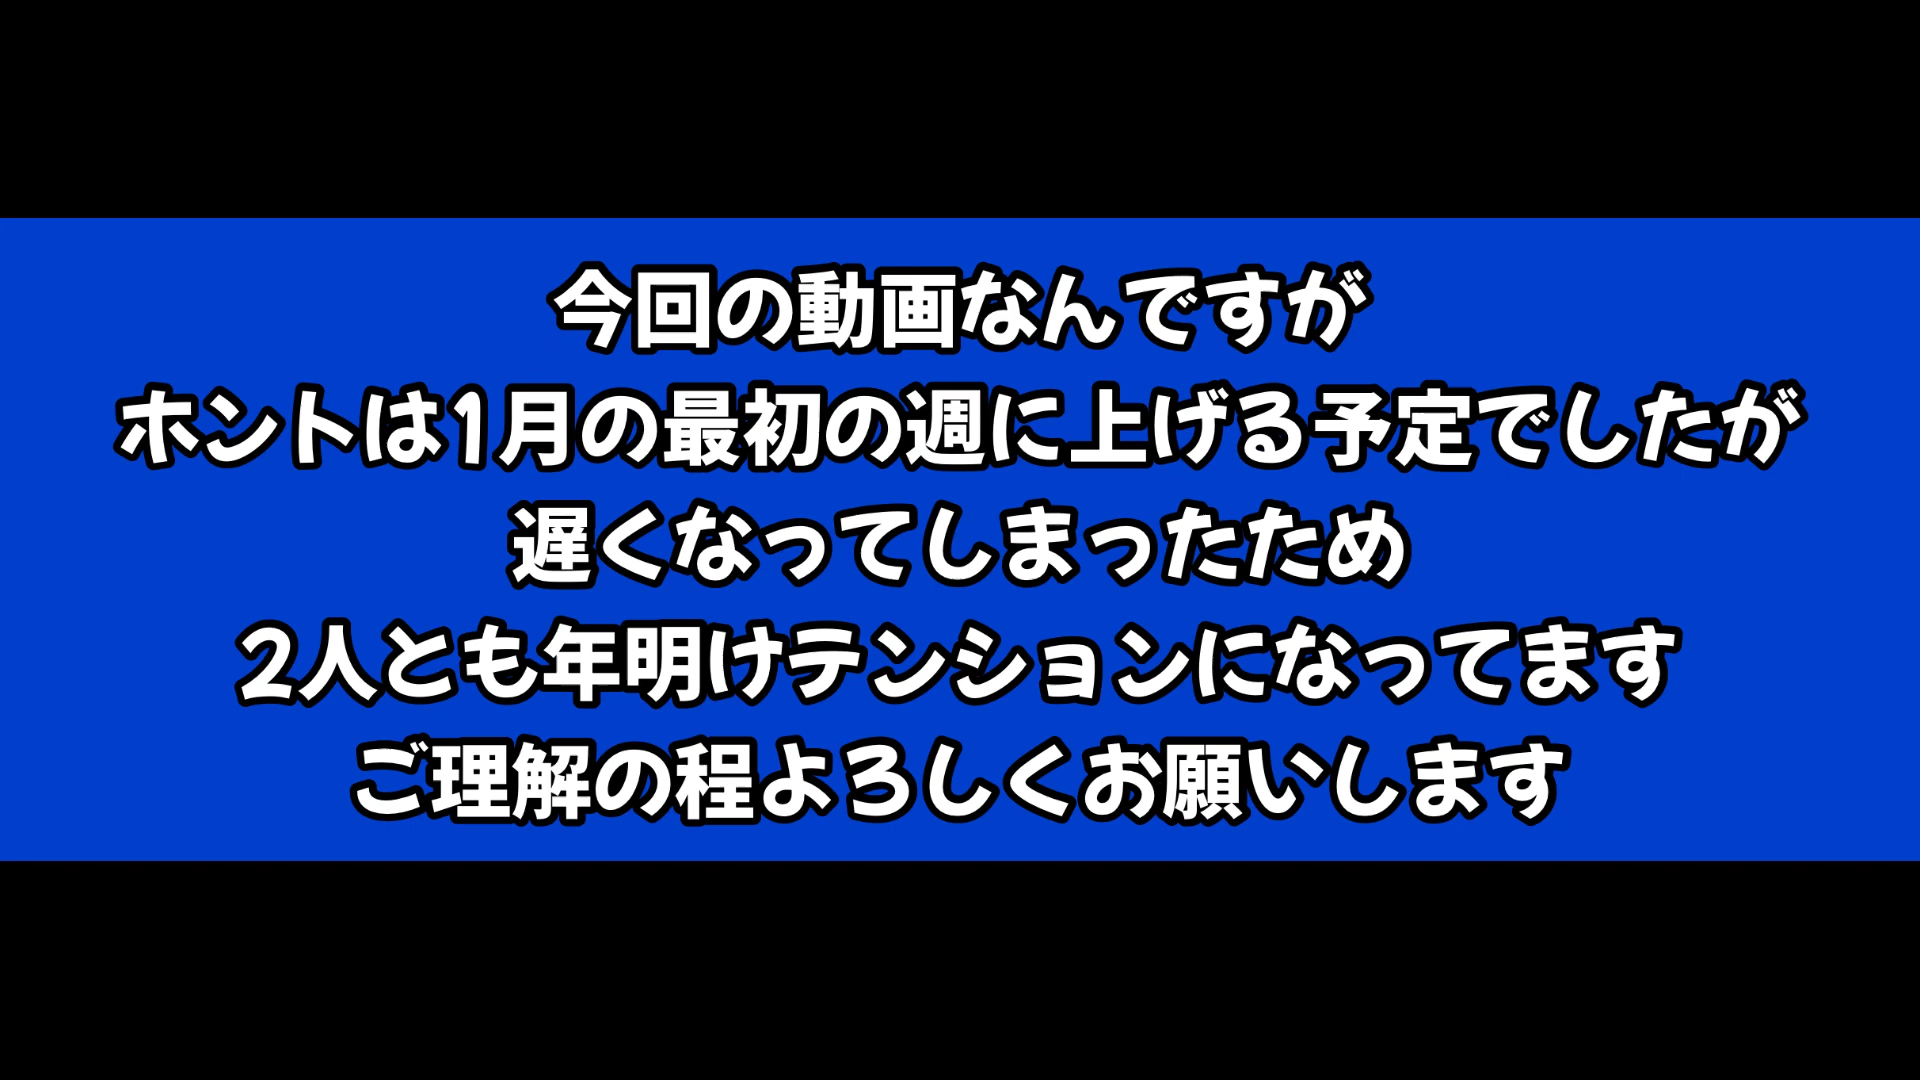 今回の動画なんですが
ホントは1月の最初の週に上げる予定でしたが
遅くなってしまったため
2人とも年明けテンションになってます
ご理解の程よろしくお願いします